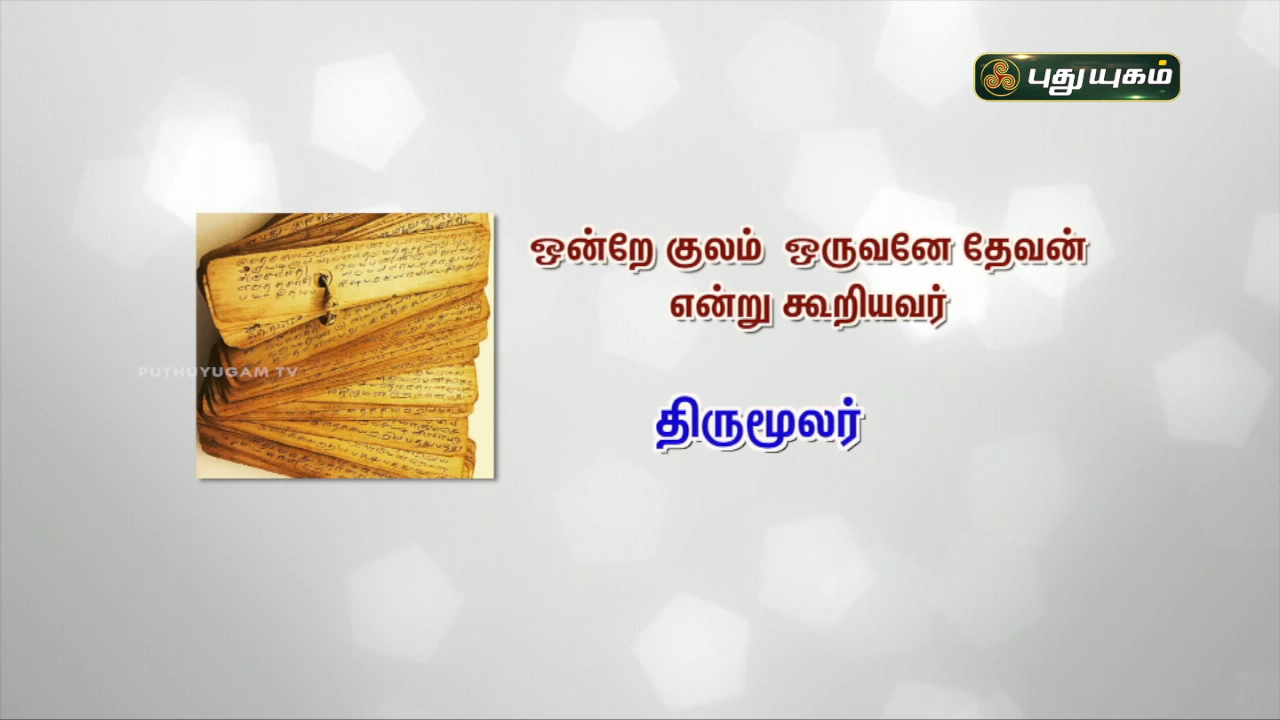 புதுயுகம்
ஒன்றே குலம் ஒருவனே தேவன்
என்று கூறியவர்
PUTHUYUGAM TV
திருமூலர்